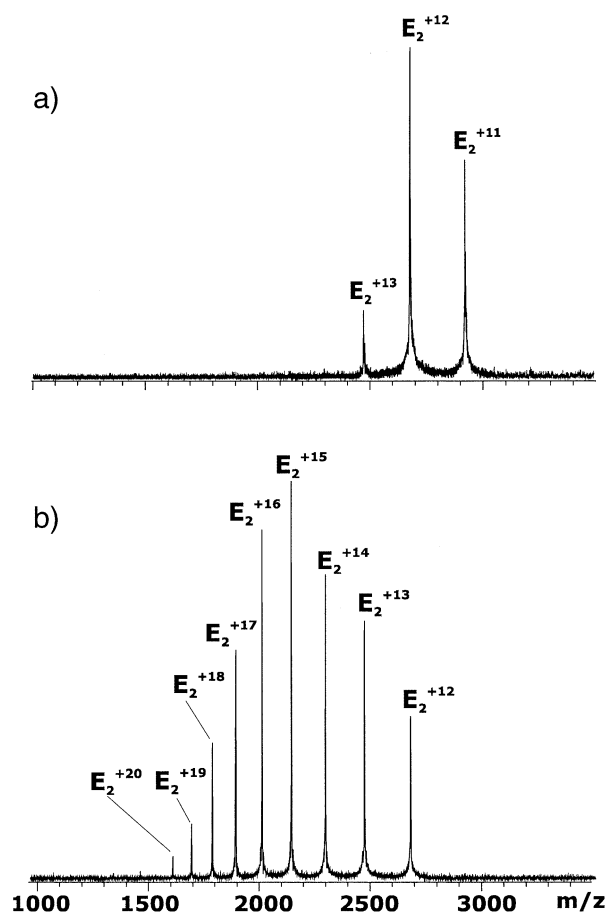 E₂⁺¹²
a)
E₂⁺¹¹
E₂⁺¹³
E₂⁺¹⁵
b)
E₂⁺¹⁶
E₂⁺¹⁴
E₂⁺¹³
E₂⁺¹⁷
E₂⁺¹⁸
E₂⁺¹²
E₂⁺²⁰
E₂⁺¹⁹
1000 1500 2000 2500 3000 m/z